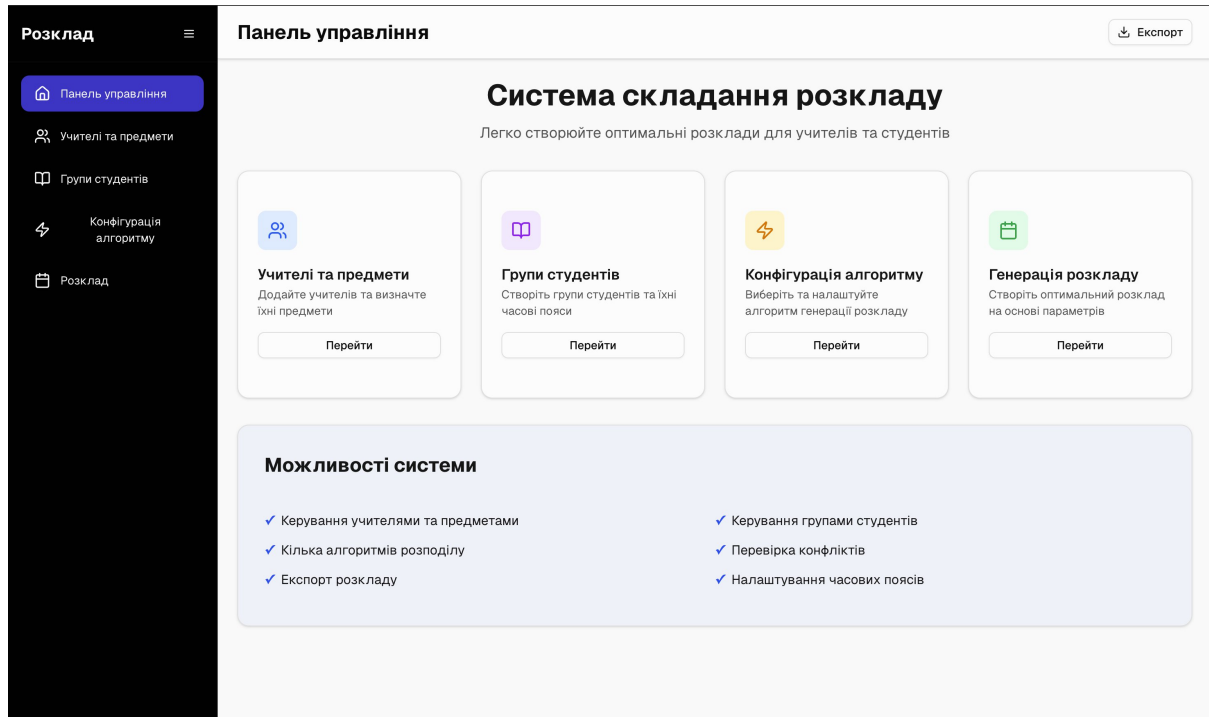 Розклад
Панель управління
Учителі та предмети
Групи студентів
Конфігурація
алгоритму
Розклад
Панель управління
Експорт
Система складання розкладу
Легко створюйте оптимальні розклади для учителів та студентів
Учителі та предмети
Додайте учителів та визначте
їхні предмети
Перейти
Групи студентів
Створіть групи студентів та їхні
часові пояси
Перейти
Конфігурація алгоритму
Виберіть та налаштуйте
алгоритм генерації розкладу
Перейти
Генерація розкладу
Створіть оптимальний розклад
на основі параметрів
Перейти
Можливості системи
✓ Керування учителями та предметами
✓ Кілька алгоритмів розподілу
✓ Експорт розкладу
✓ Керування групами студентів
✓ Перевірка конфліктів
✓ Налаштування часових поясів